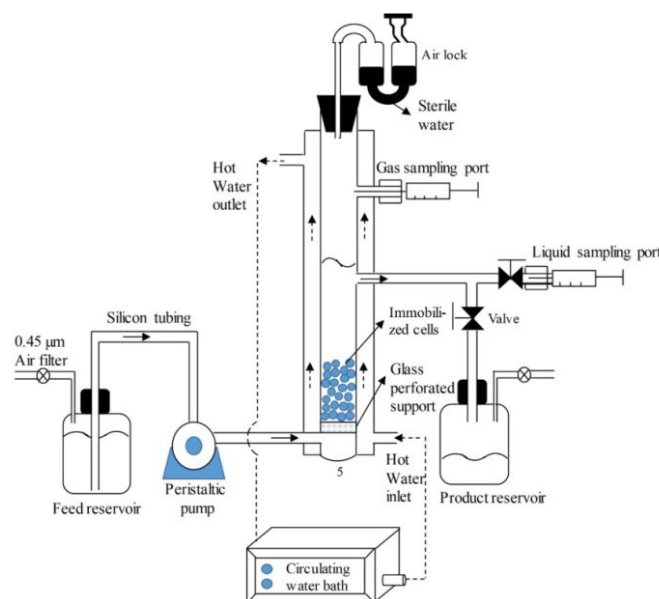 Air lock
Sterile
water
Gas sampling port
Hot
Water
outlet
Liquid sampling port
Silicon tubing
Immobili-
zed cells
Valve
0.45 µm
Air filter
Glass
perforated
support
5
Hot
Water
inlet
Feed reservoir
Peristaltic
pump
Product reservoir
Circulating
water bath